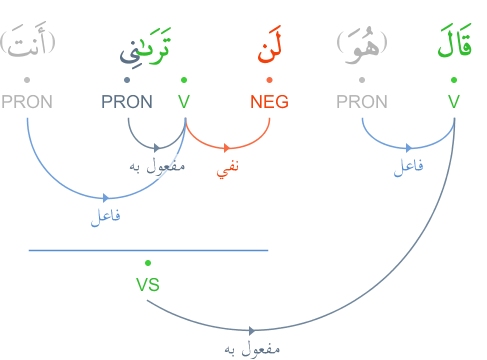 قَالَ (هُوَ) لَن تَرَىٰنِى (أَنتَ)
V PRON NEG V PRON PRON
فاعل نفي مفعول به
فاعل
VS
مفعول به